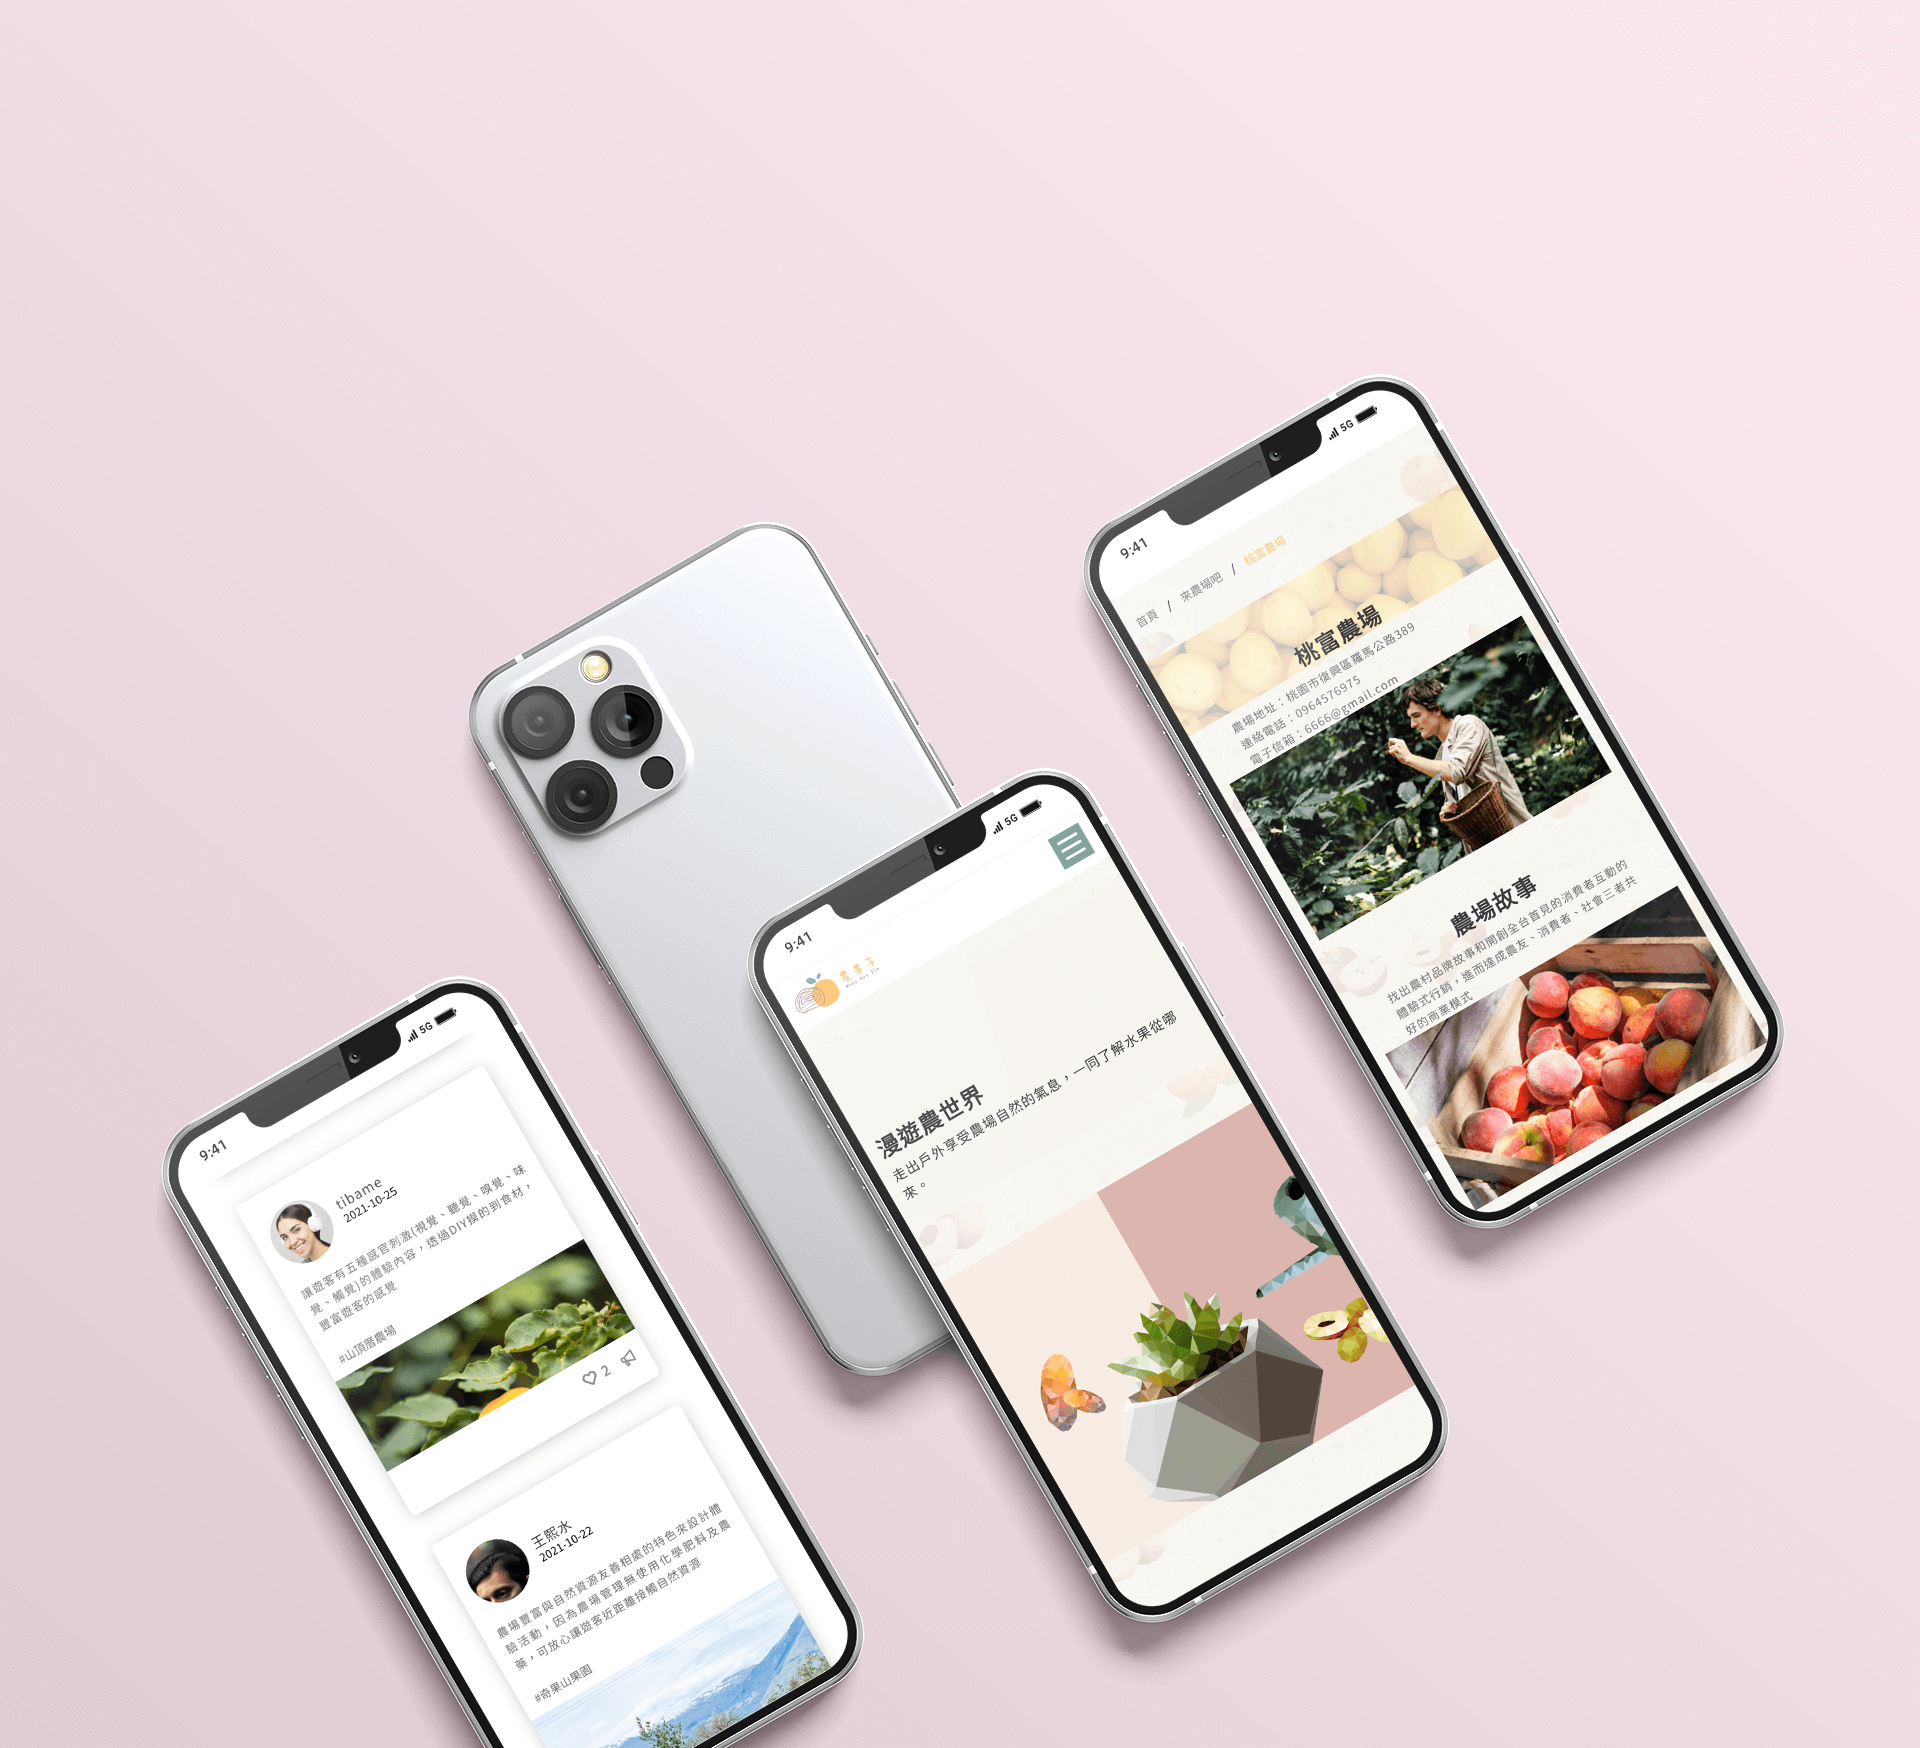 9:41
5G
tibame
2021-10-25
讓遊客有五種感官刺激(視覺、聽覺、嗅覺、味
覺、觸覺)的體驗內容，透過DIY摸的到食材，
豐富遊客的感覺
#山頂厝農場
2
王熙水
2021-10-22
農場豐富與自然資源友善相處的特色來設計體
驗活動，因為農場管理無使用化學肥料及農
藥，可放心讓遊客近距離接觸自然資源
#奇果山果園
9:41
5G
農果子
漫遊農世界
走出戶外享受農場自然的氣息，一同了解水果從哪
來。
9:41
5G
首頁 / 來農場吧 / 桃富農場
桃富農場
農場地址：桃園市復興區羅馬公路389
連絡電話：0964576975
電子信箱：6666@gmail.com
農場故事
找出農村品牌故事和開創全台首見的消費者互動的
體驗式行銷，進而達成農友、消費者、社會三者共
好的商業模式